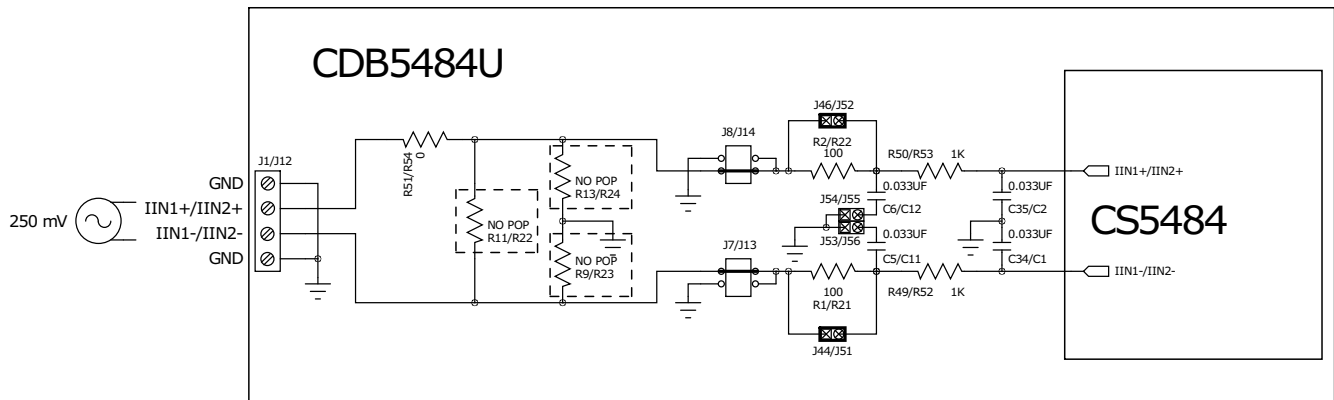 CDB5484U
J1/J12
GND
IIN1+/IIN2+
IIN1-/IIN2-
GND
250 mV
R51/R54
0
NO POP
R11/R22
NO POP
R13/R24
NO POP
R9/R23
J8/J14
J7/J13
J46/J52
R2/R22
100
R50/R53 1K
0.033UF
C6/C12
J54/J55
J53/J56
0.033UF
C5/C11
100
R1/R21
R49/R52 1K
J44/J51
0.033UF
C35/C2
0.033UF
C34/C1
IIN1+/IIN2+
CS5484
IIN1-/IIN2-